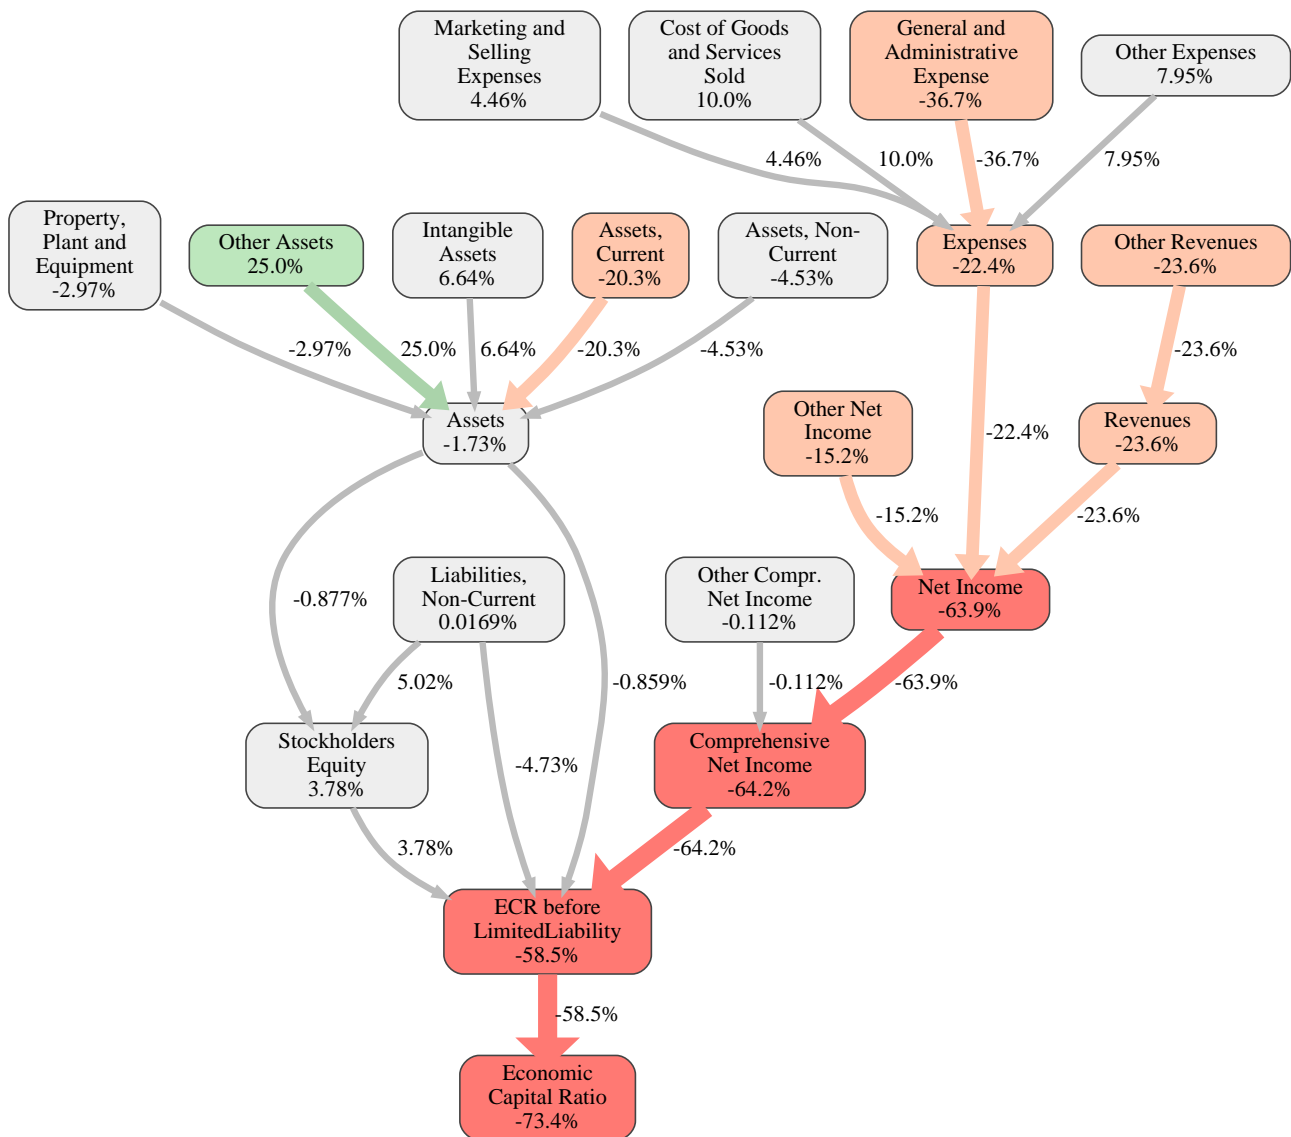 Marketing and
Selling
Expenses
4.46%
Cost of Goods
and Services
Sold
10.0%
General and
Administrative
Expense
-36.7%
Other Expenses
7.95%
4.46%
10.0%
-36.7%
7.95%
Property,
Plant and
Equipment
-2.97%
Other Assets
25.0%
Intangible
Assets
6.64%
Assets,
Current
-20.3%
Assets, Non-
Current
-4.53%
Expenses
-22.4%
Other Revenues
-23.6%
-2.97%
25.0%
6.64%
-20.3%
-4.53%
-23.6%
Assets
-1.73%
Other Net
Income
-15.2%
-22.4%
Revenues
-23.6%
-15.2%
-23.6%
-0.877%
Liabilities,
Non-Current
0.0169%
Other Compr.
Net Income
-0.112%
Net Income
-63.9%
5.02%
-0.859%
-0.112%
-63.9%
Stockholders
Equity
3.78%
-4.73%
Comprehensive
Net Income
-64.2%
3.78%
-64.2%
ECR before
LimitedLiability
-58.5%
-58.5%
Economic
Capital Ratio
-73.4%